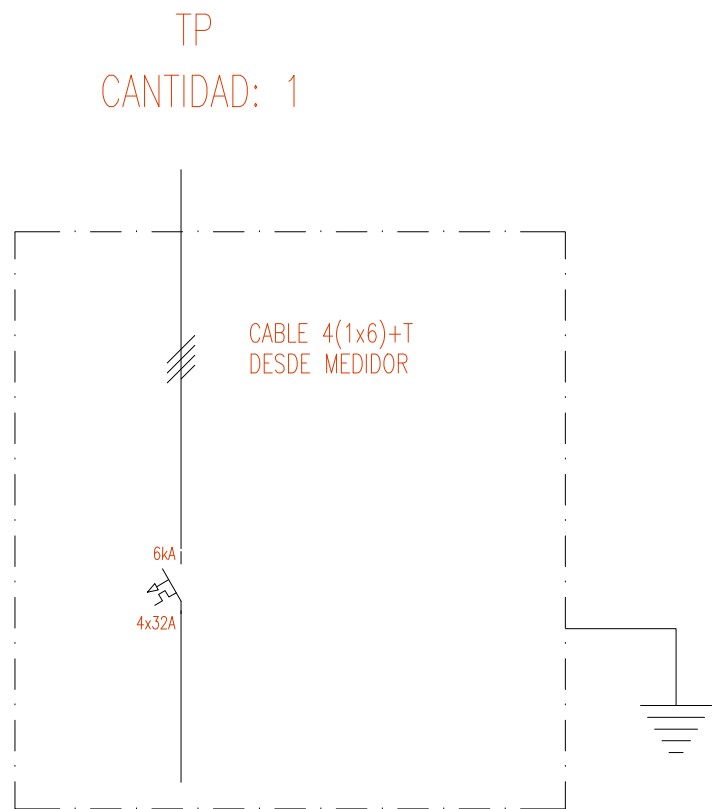 TP
CANTIDAD: 1
CABLE 4(1x6)+T
DESDE MEDIDOR
6kA
4x32A